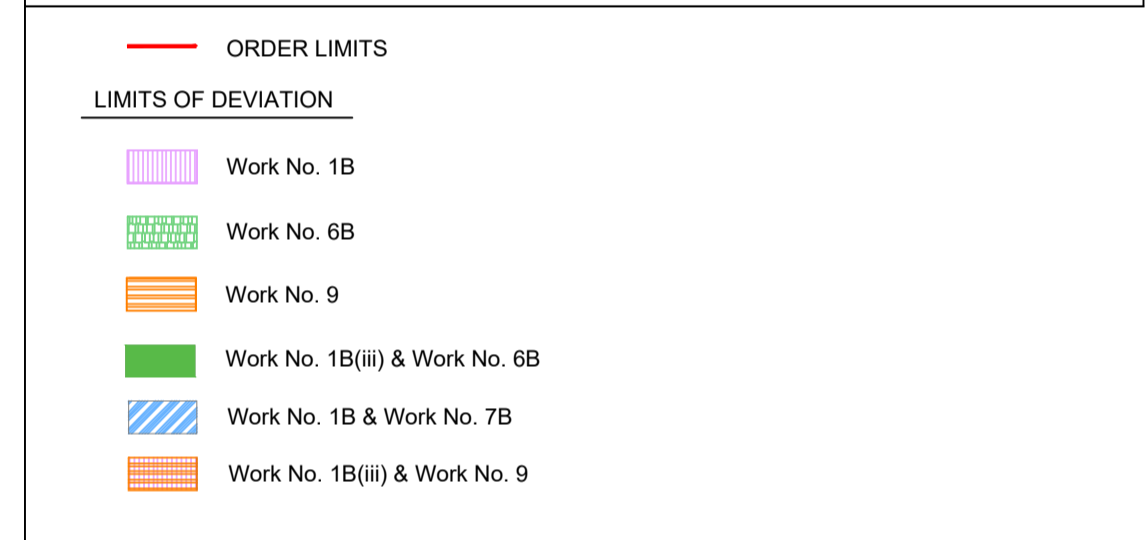 ORDER LIMITS
LIMITS OF DEVIATION
Work No. 1B
Work No. 6B
Work No. 9
Work No. 1B(iii) & Work No. 6B
Work No. 1B & Work No. 7B
Work No. 1B(iii) & Work No. 9